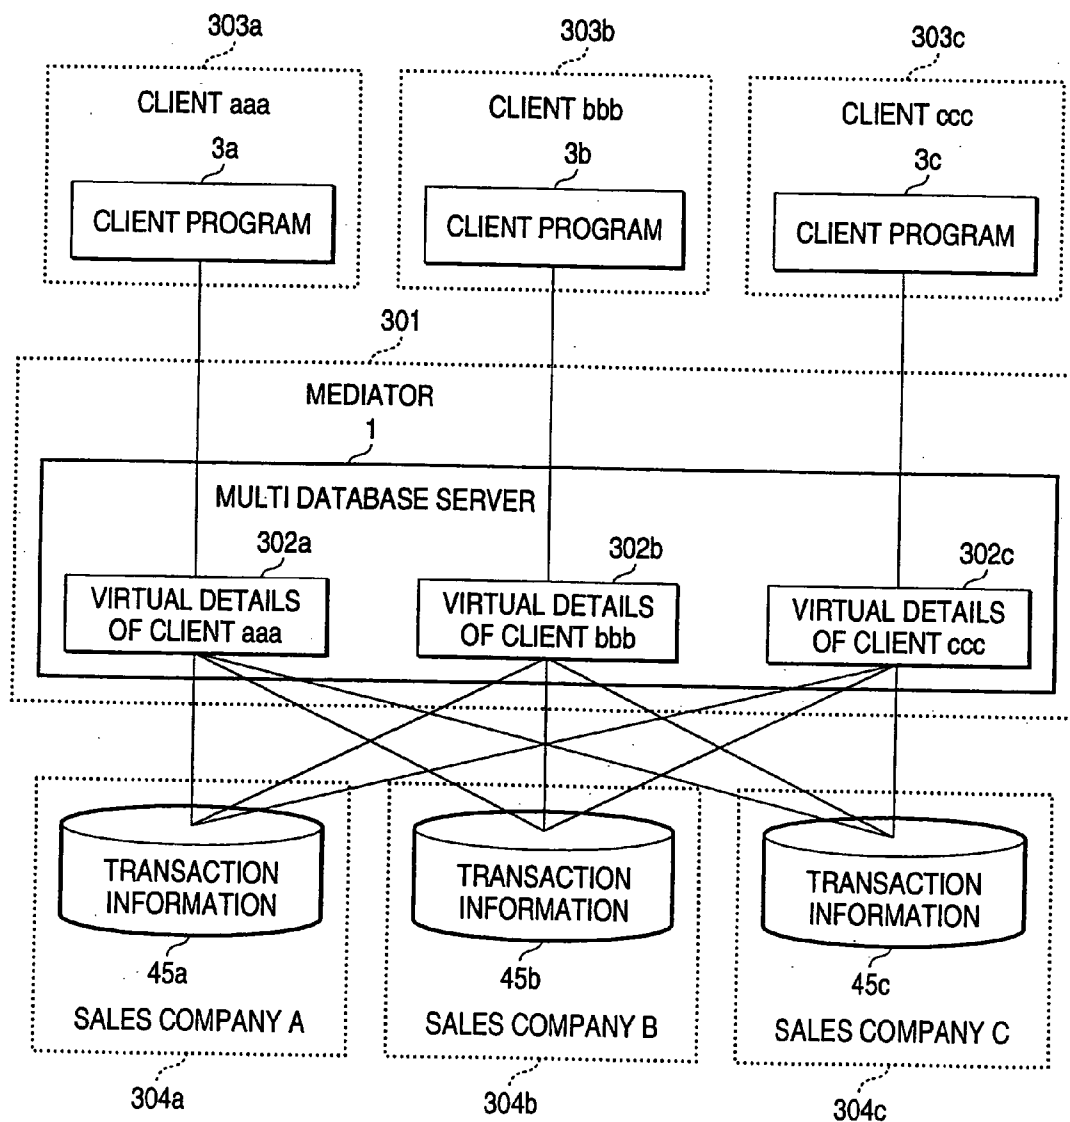 303a
303b
303c
CLIENT aaa
CLIENT bbb
CLIENT ccc
3a
3b
3c
CLIENT PROGRAM
CLIENT PROGRAM
CLIENT PROGRAM
301
MEDIATOR
1
MULTI DATABASE SERVER
302a
302b
302c
VIRTUAL DETAILS
OF CLIENT aaa
VIRTUAL DETAILS
OF CLIENT bbb
VIRTUAL DETAILS
OF CLIENT ccc
TRANSACTION
INFORMATION
TRANSACTION
INFORMATION
TRANSACTION
INFORMATION
45a
45b
45c
SALES COMPANY A
SALES COMPANY B
SALES COMPANY C
304a
304b
304c